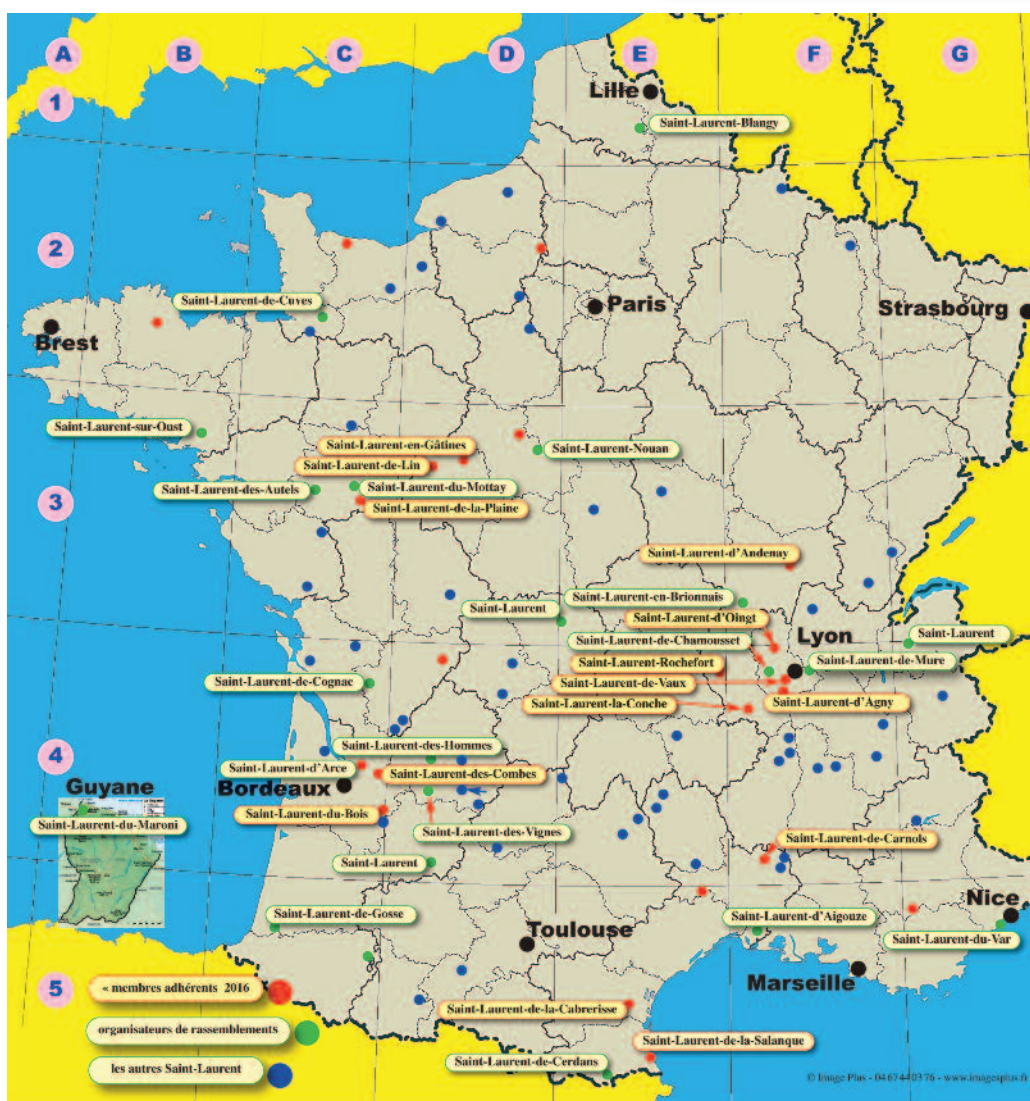 A B C D E F G
1
Lille
Saint-Laurent-Blangy
2
Saint-Laurent-de-Cuves
Paris
Strasbourg
Brest
Saint-Laurent-sur-Oust
Saint-Laurent-en-Gâtines
Saint-Laurent-Nouan
Saint-Laurent-de-Lin
Saint-Laurent-des-Autels
Saint-Laurent-du-Mottay
3
Saint-Laurent-de-la-Plaine
Saint-Laurent-d'Andenay
Saint-Laurent-en-Brionnais
Saint-Laurent
Saint-Laurent-d'Oingt
Saint-Laurent-de-Chamousset
Lyon
Saint-Laurent
Saint-Laurent-Rochefort
Saint-Laurent-de-Mure
Saint-Laurent-de-Cognac
Saint-Laurent-de-Vaux
Saint-Laurent-la-Conche
Saint-Laurent-d'Agny
Saint-Laurent-des-Hommes
4
Saint-Laurent-d'Arce
Saint-Laurent-des-Combes
Guyane
Bordeaux
Saint-Laurent-du-Bois
Saint-Laurent-du-Maroni
Saint-Laurent-des-Vignes
Saint-Laurent-de-Carnols
Saint-Laurent
Saint-Laurent-de-Gosse
Saint-Laurent-d'Aigouze
Nice
Toulouse
Saint-Laurent-du-Var
Marseille
5
« membres adhérents 2016
Saint-Laurent-de-la-Cabrerisse
organisateurs de rassemblements
Saint-Laurent-de-la-Salanque
les autres Saint-Laurent
Saint-Laurent-de-Cerdans
© Image Plus - 04 67 44 03 76 - www.imagesplus.fr